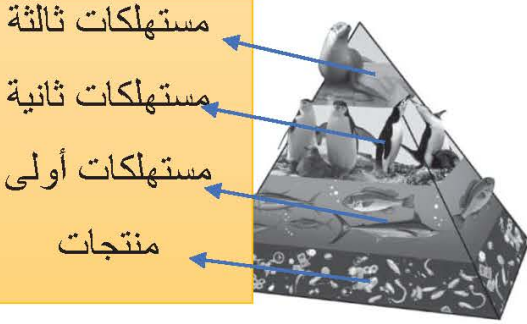 مستهلكات ثالثة
مستهلكات ثانية
مستهلكات أولى
منتجات